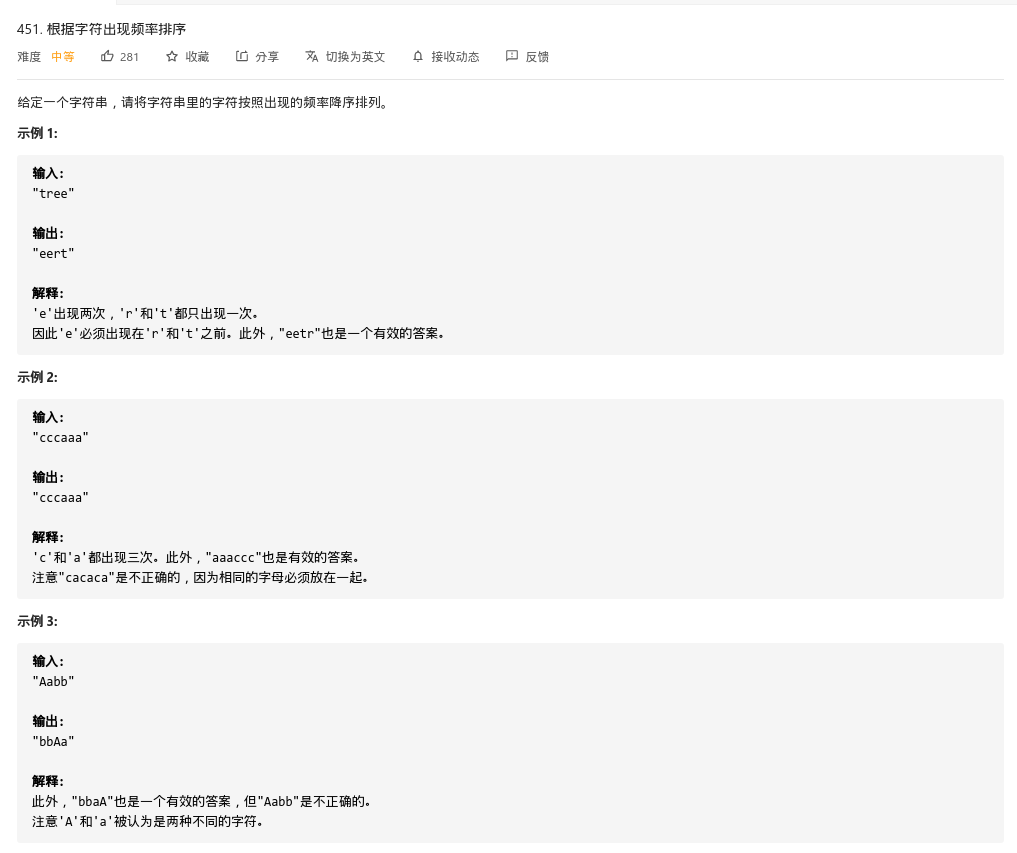 451. 根据字符出现频率排序
难度 中等 281 收藏 分享 切换为英文 接收动态 反馈
给定一个字符串，请将字符串里的字符按照出现的频率降序排列。
示例 1:
输入:
"tree"
输出:
"eert"
解释:
'e'出现两次，'r'和't'都只出现一次。
因此'e'必须出现在'r'和't'之前。此外，"eetr"也是一个有效的答案。
示例 2:
输入:
"cccaaa"
输出:
"cccaaa"
解释:
'c'和'a'都出现三次。此外，"aaaccc"也是有效的答案。
注意"cacaca"是不正确的，因为相同的字母必须放在一起。
示例 3:
输入:
"Aabb"
输出:
"bbAa"
解释:
此外，"bbaA"也是一个有效的答案，但"Aabb"是不正确的。
注意'A'和'a'被认为是两种不同的字符。